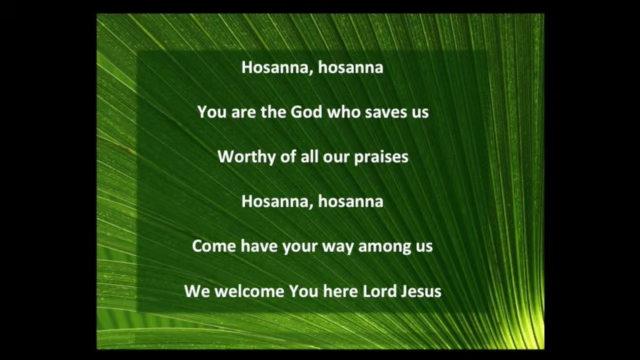 Hosanna, hosanna
You are the God who saves us
Worthy of all our praises
Hosanna, hosanna
Come have your way among us
We welcome You here Lord Jesus